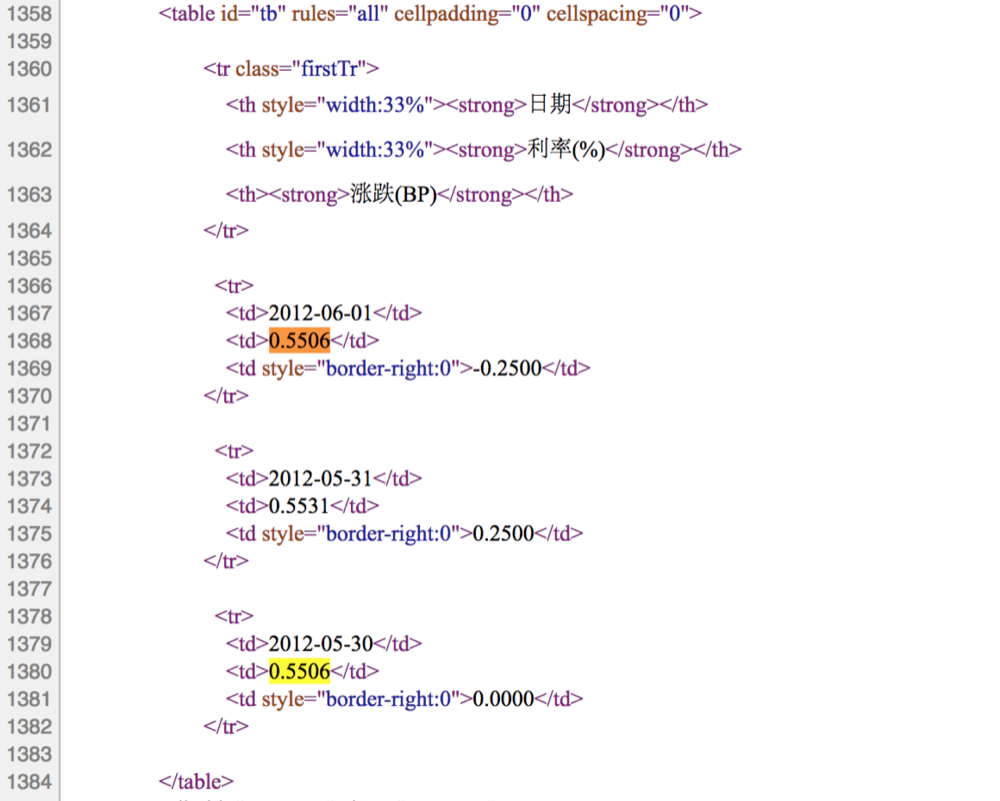 1358 <table id="tb" rules="all" cellpadding="0" cellspacing="0">
1359
1360 <tr class="firstTr">
1361 <th style="width:33%"><strong>日期</strong></th>
1362 <th style="width:33%"><strong>利率(%)</strong></th>
1363 <th><strong>涨跌(BP)</strong></th>
1364 </tr>
1365
1366 <tr>
1367 <td>2012-06-01</td>
1368 <td>0.5506</td>
1369 <td style="border-right:0">-0.2500</td>
1370 </tr>
1371
1372 <tr>
1373 <td>2012-05-31</td>
1374 <td>0.5531</td>
1375 <td style="border-right:0">0.2500</td>
1376 </tr>
1377
1378 <tr>
1379 <td>2012-05-30</td>
1380 <td>0.5506</td>
1381 <td style="border-right:0">0.0000</td>
1382 </tr>
1383
1384 </table>